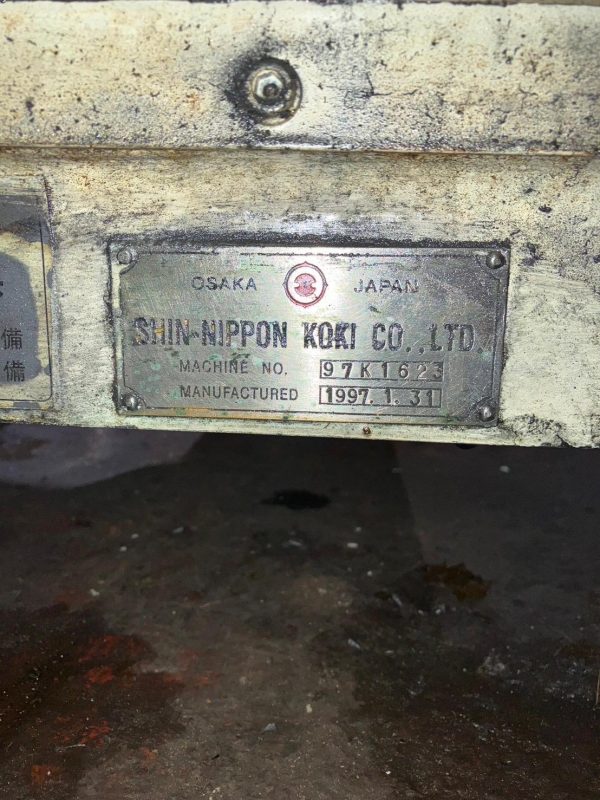 OSAKA JAPAN
SHIN-NIPPON KOKI CO.,LTD.
MACHINE NO. 97K1623
MANUFACTURED 1997. 1. 31
備
備